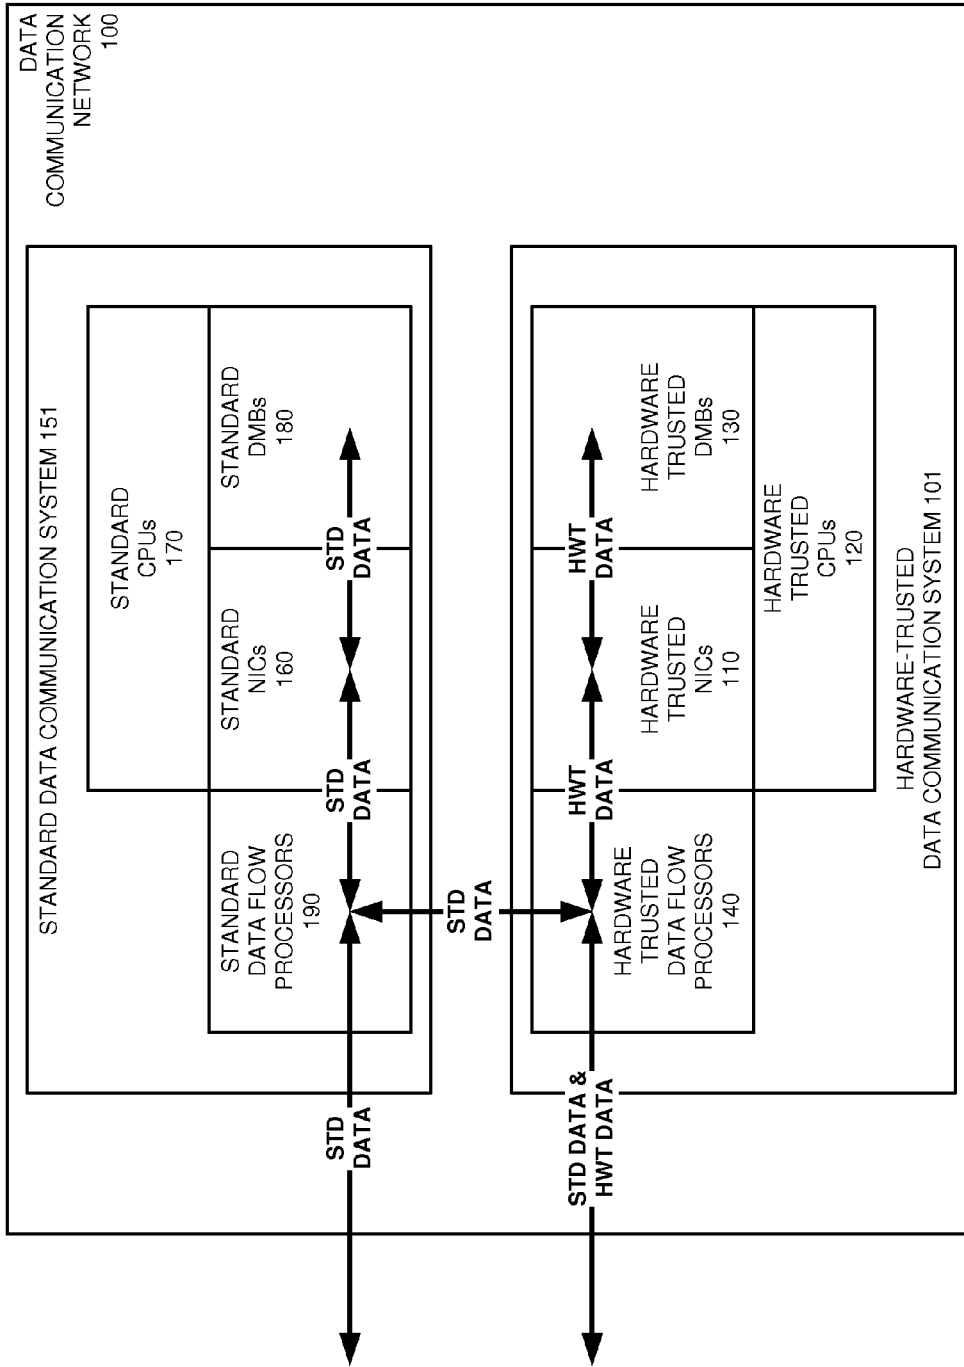 DATA
COMMUNICATION
NETWORK
100
STANDARD DATA COMMUNICATION SYSTEM 151
STANDARD
CPUs
170
STANDARD
DATA FLOW
PROCESSORS
190
STANDARD
NICs
160
STANDARD
DMBs
180
STD
DATA
STD
DATA
STD
DATA
STD
DATA
STD DATA &
HWT DATA
HWT
DATA
HWT
DATA
HARDWARE
TRUSTED
DATA FLOW
PROCESSORS
140
HARDWARE
TRUSTED
NICs
110
HARDWARE
TRUSTED
DMBs
130
HARDWARE
TRUSTED
CPUs
120
HARDWARE-TRUSTED
DATA COMMUNICATION SYSTEM 101